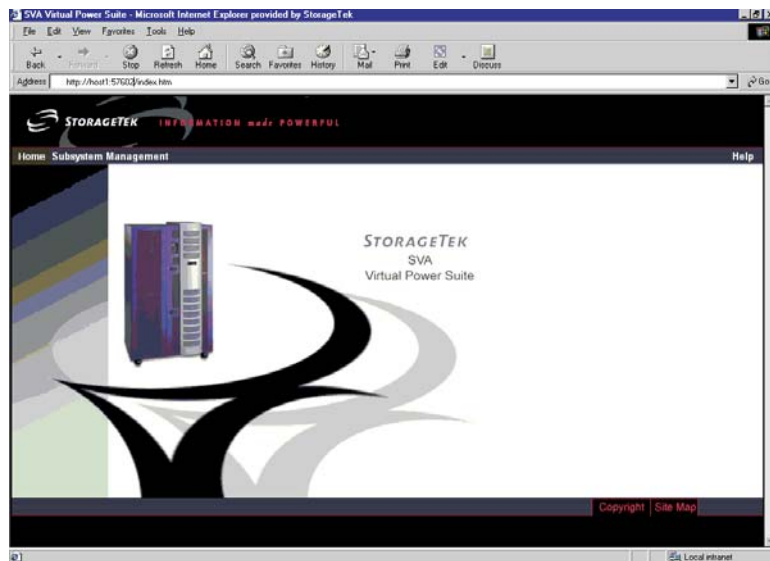 SVA Virtual Power Suite - Microsoft Internet Explorer provided by StorageTek
File Edit View Favorites Tools Help
Back Forward Stop Refresh Home Search Favorites History Mail Print Edit Discuss
Address http://host1:57602/index.htm Go
STORAGETEK INFORMATION made POWERFUL
Home Subsystem Management Help
STORAGETEK
SVA
Virtual Power Suite
Copyright Site Map
Local intranet